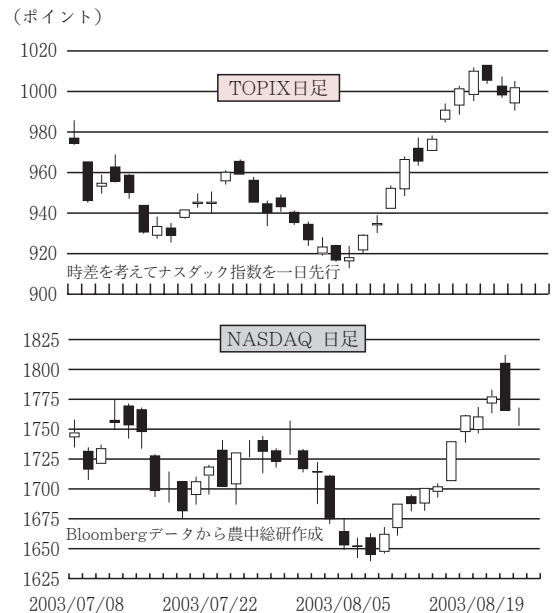 （ポイント）
1020
TOPIX日足
1000
980
960
940
920
時差を考えてナスダック指数を一日先行
900
NASDAQ 日足
1825
1800
1775
1750
1725
1700
1675
Bloombergデータから農中総研作成
1650
1625
2003/07/08 2003/07/22 2003/08/05 2003/08/19